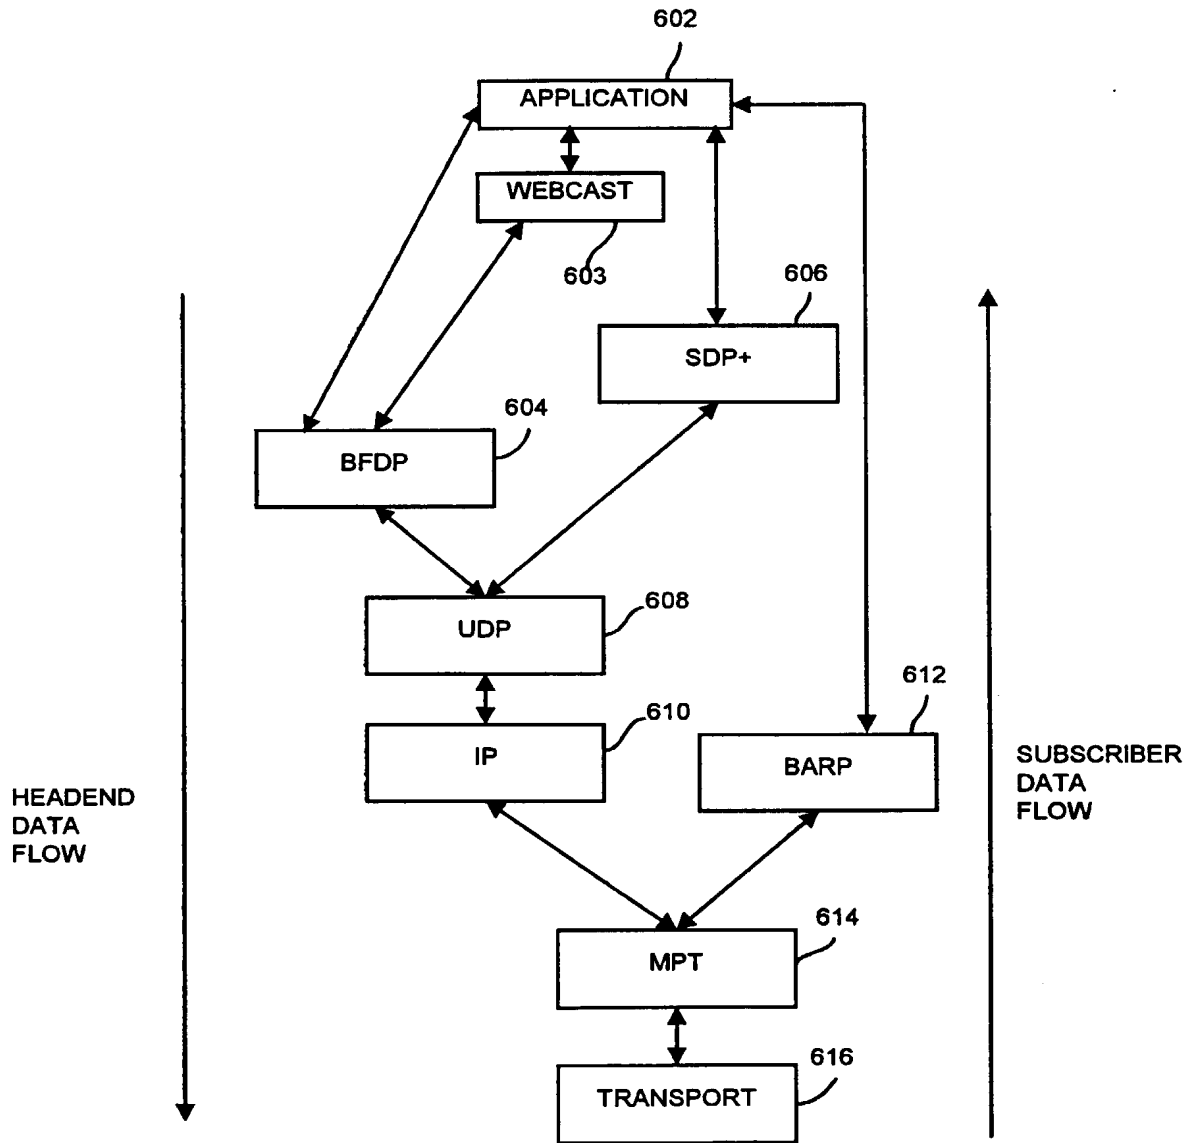 602
APPLICATION
WEBCAST
603
606
SDP+
604
BFDP
608
UDP
612
610
IP
BARP
HEADEND
DATA
FLOW
SUBSCRIBER
DATA
FLOW
614
MPT
616
TRANSPORT